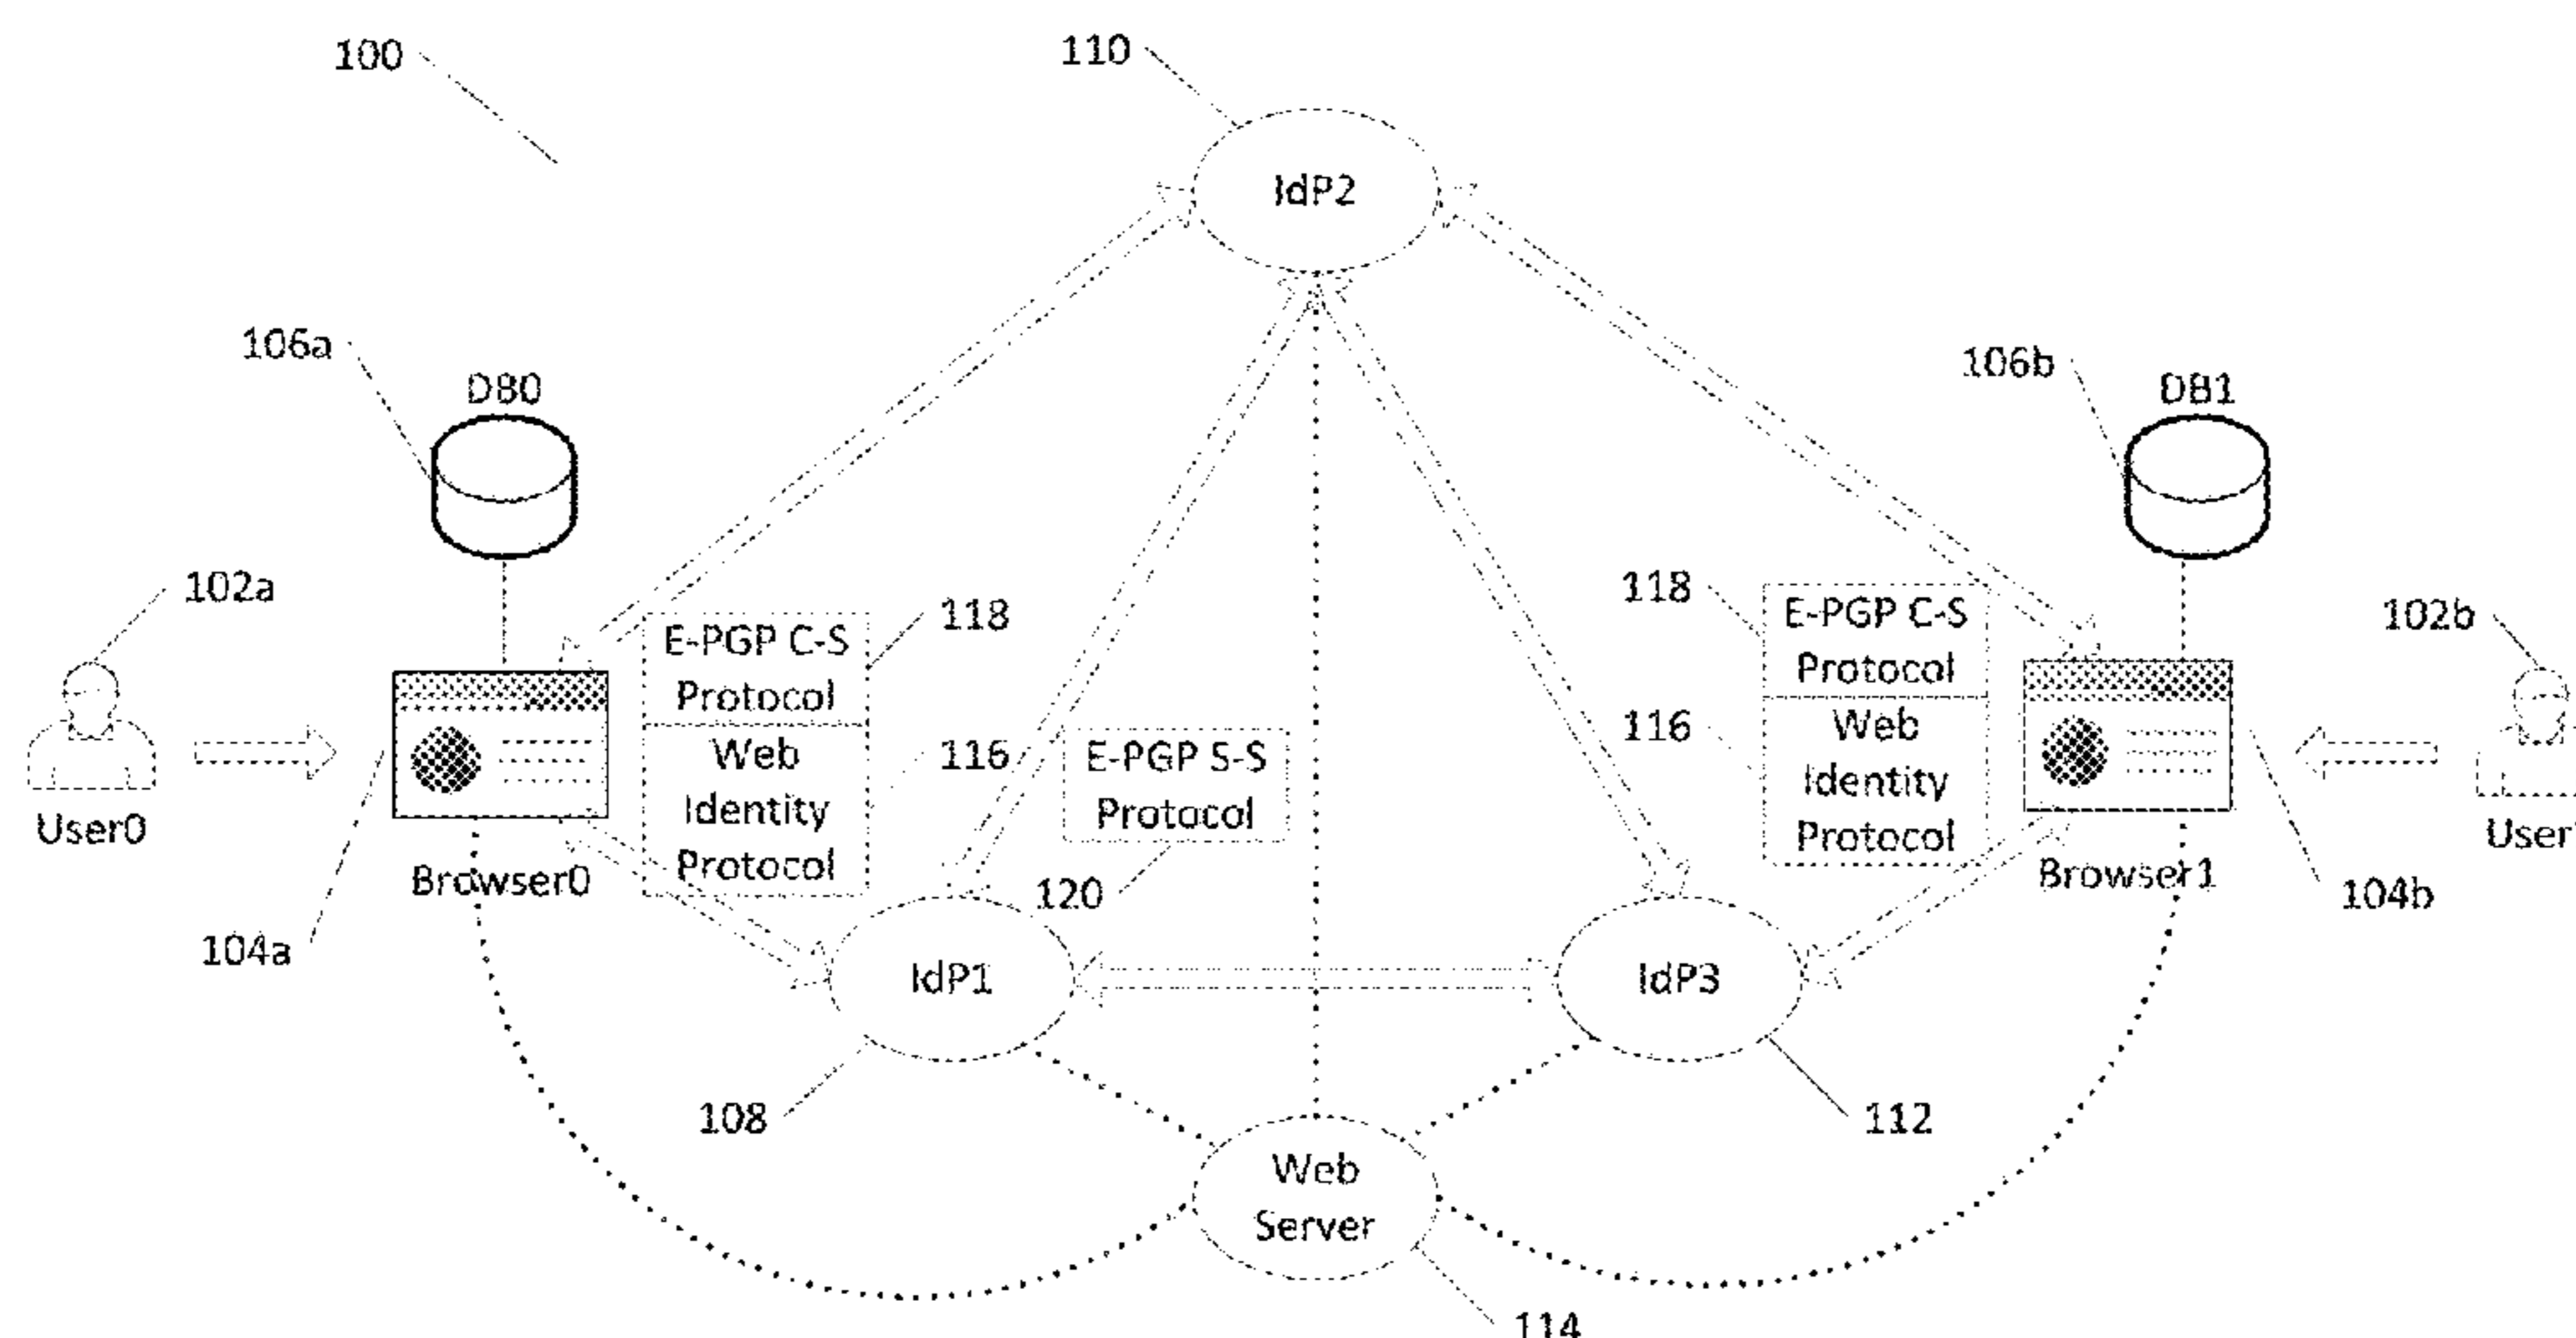 100
110
IdP2
106a
DB0
106b
DB1
102a
118
E-PGP C-S
Protocol
118
E-PGP C-S
Protocol
102b
116
Web
Identity
Protocol
E-PGP S-S
Protocol
116
Web
Identity
Protocol
User0
Browser0
120
Browser1
104a
104b
IdP1
IdP3
108
112
Web
Server
114